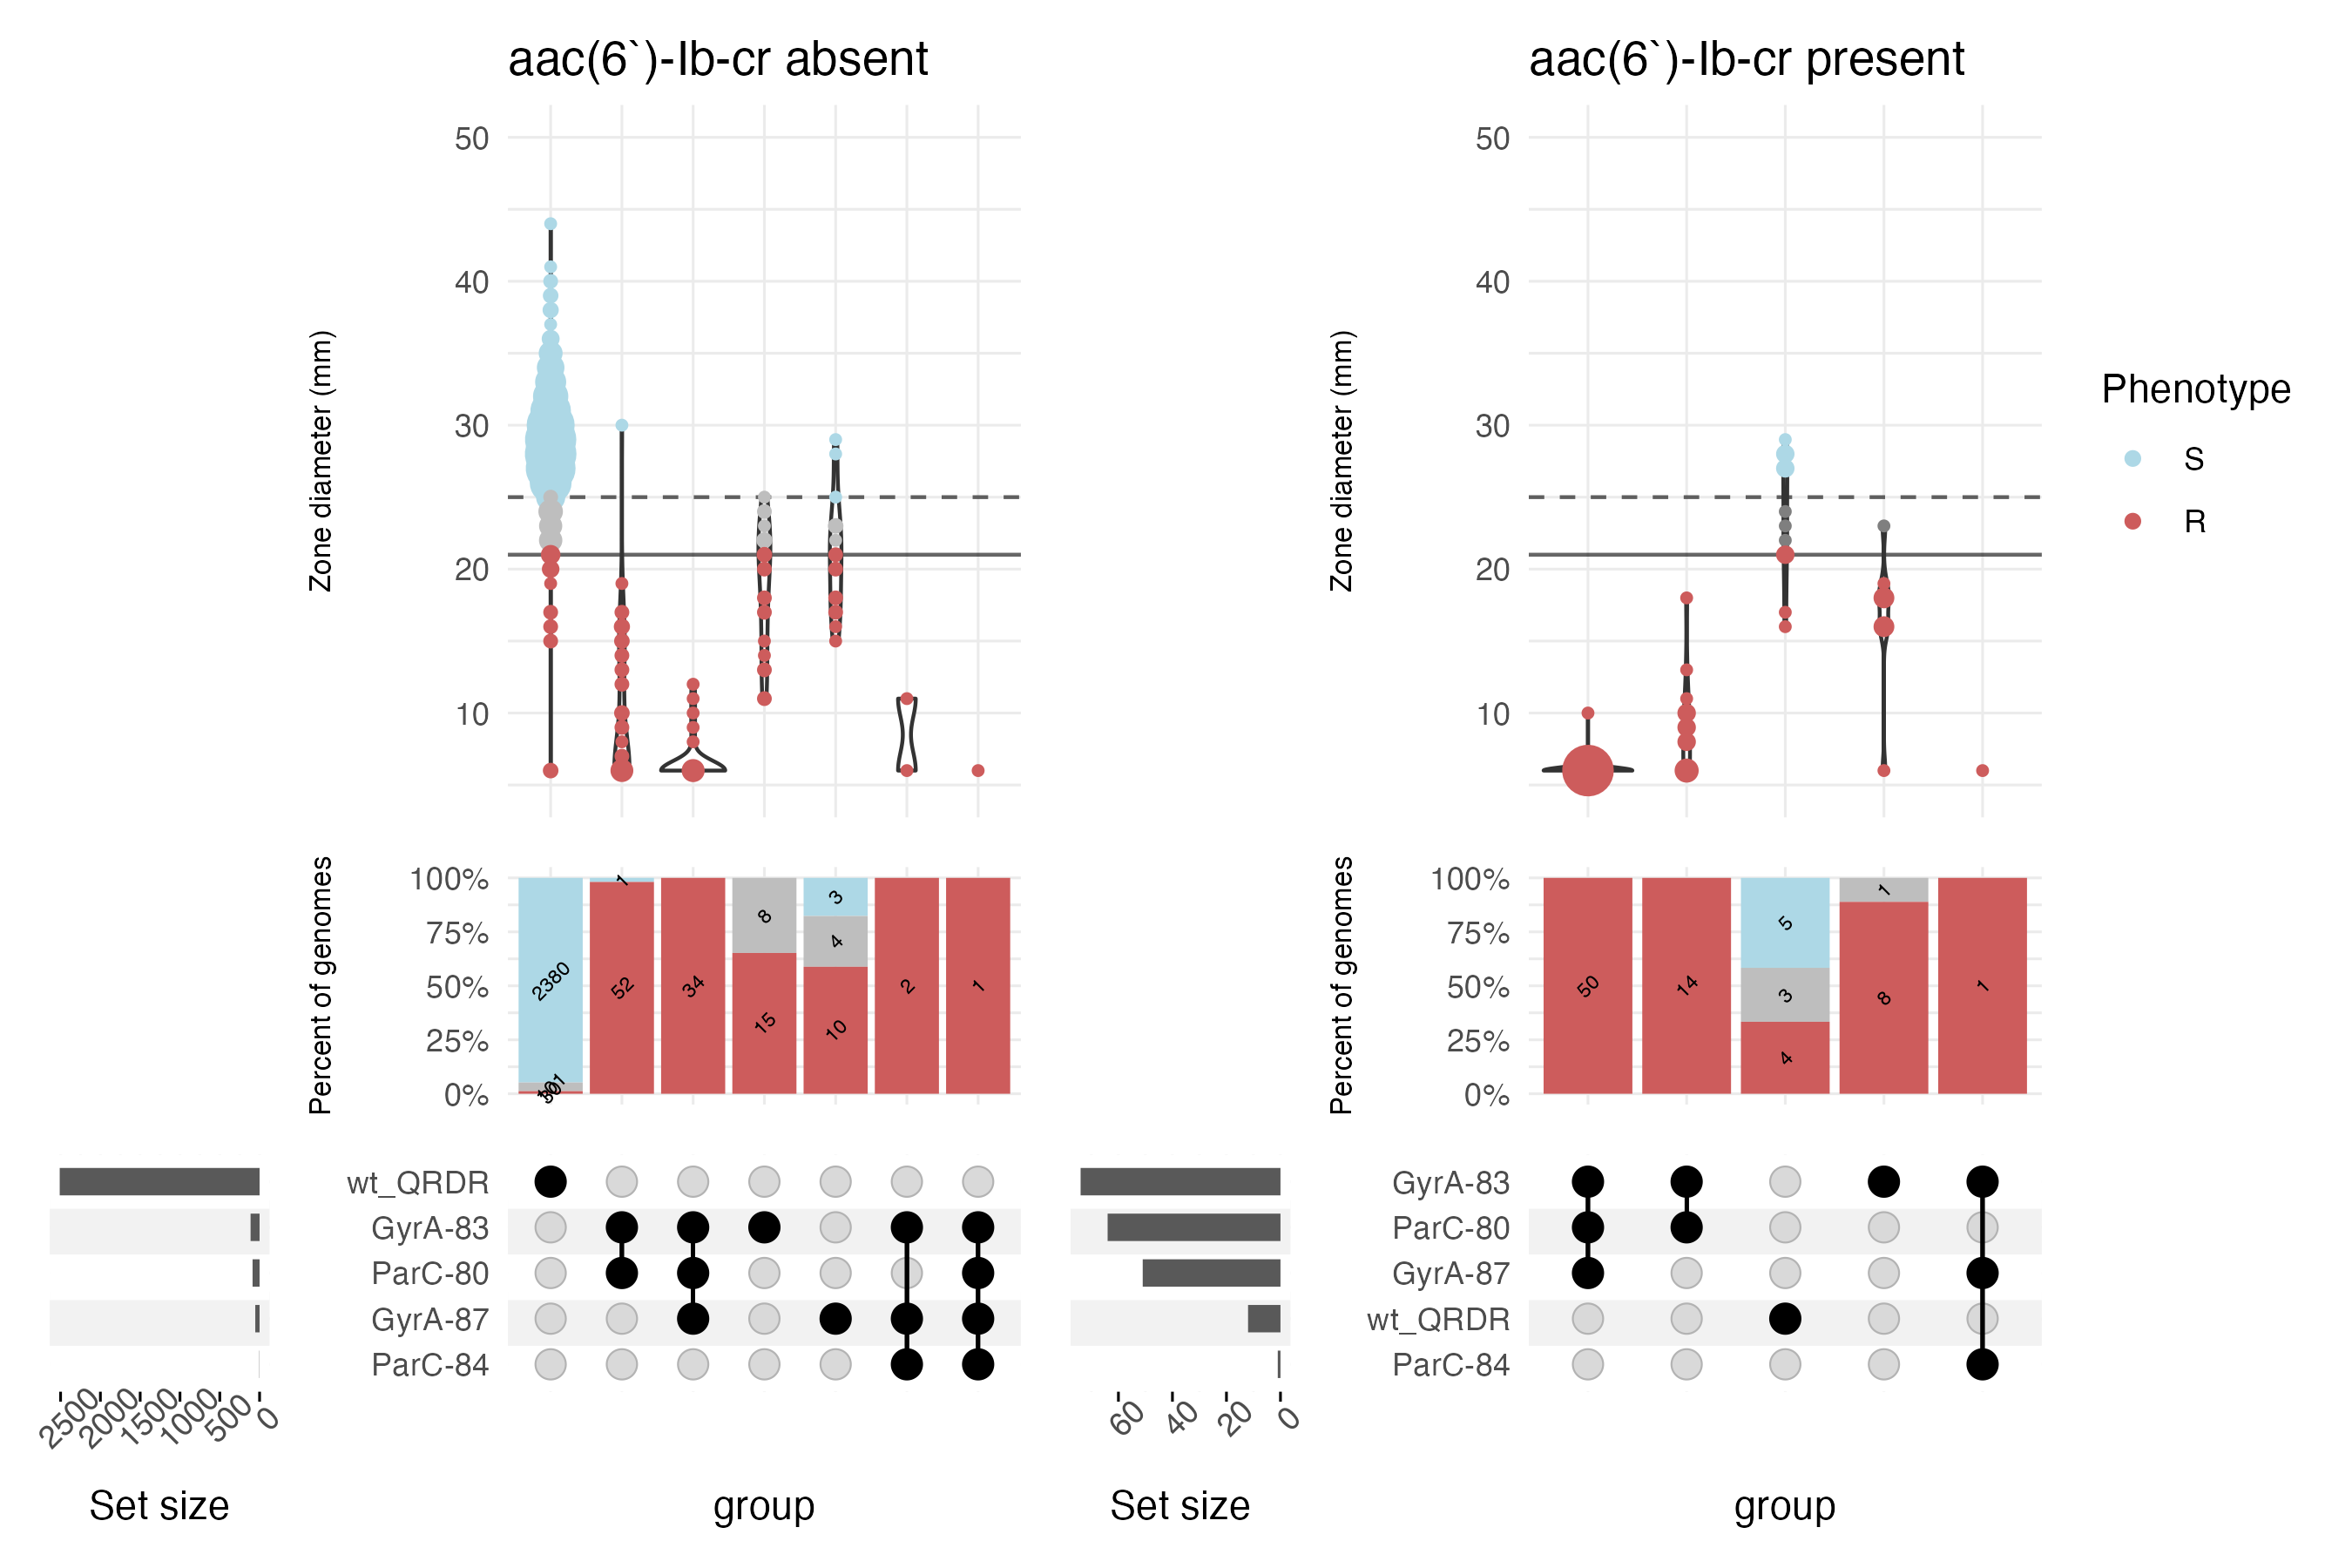 aac(6`)-Ib-cr absent
aac(6`)-Ib-cr present
Zone diameter (mm)
50
40
30
20
10
Zone diameter (mm)
50
40
30
20
10
Phenotype
S
R
Percent of genomes
100%
75%
50%
25%
0%
2380
1
52
34
8
15
3
4
10
2
1
Percent of genomes
100%
75%
50%
25%
0%
50
14
5
3
4
1
8
1
wt_QRDR
GyrA-83
ParC-80
GyrA-87
ParC-84
2500
2000
1500
1000
500
0
Set size
group
GyrA-83
ParC-80
GyrA-87
wt_QRDR
ParC-84
60
40
20
0
Set size
group